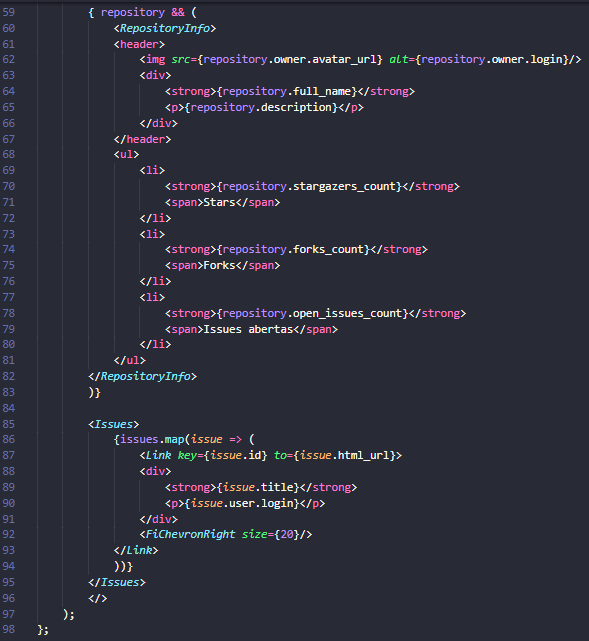 59 { repository && (
60 <RepositoryInfo>
61 <header>
62 <img src={repository.owner.avatar_url} alt={repository.owner.login}/>
63 <div>
64 <strong>{repository.full_name}</strong>
65 <p>{repository.description}</p>
66 </div>
67 </header>
68 <ul>
69 <li>
70 <strong>{repository.stargazers_count}</strong>
71 <span>Stars</span>
72 </li>
73 <li>
74 <strong>{repository.forks_count}</strong>
75 <span>Forks</span>
76 </li>
77 <li>
78 <strong>{repository.open_issues_count}</strong>
79 <span>Issues abertas</span>
80 </li>
81 </ul>
82 </RepositoryInfo>
83 )}
84
85 <Issues>
86 {issues.map(issue => (
87 <Link key={issue.id} to={issue.html_url}>
88 <div>
89 <strong>{issue.title}</strong>
90 <p>{issue.user.login}</p>
91 </div>
92 <FiChevronRight size={20}/>
93 </Link>
94 ))}
95 </Issues>
96 </>
97 );
98 };